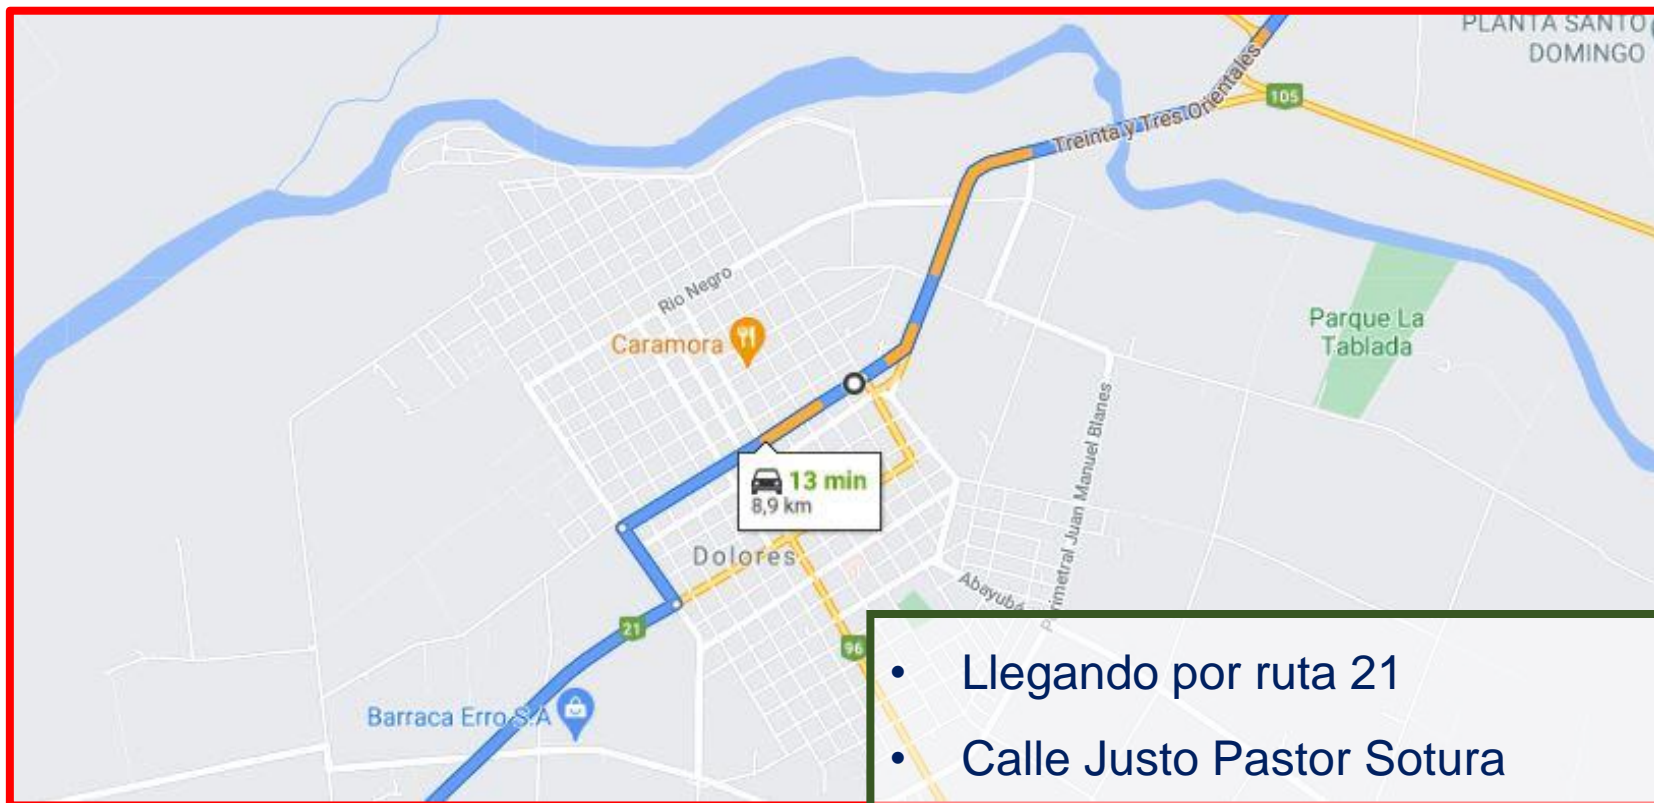 PLANTA SANTO
DOMINGO
105
Treinta y Tres Orientales
Rio Negro
Caramora
Parque La
Tablada
Perimetral Juan Manuel Blanes
13 min
8,9 km
Dolores
Abayubá
21
96
Barraca Erro S.A
• Llegando por ruta 21
• Calle Justo Pastor Sotura